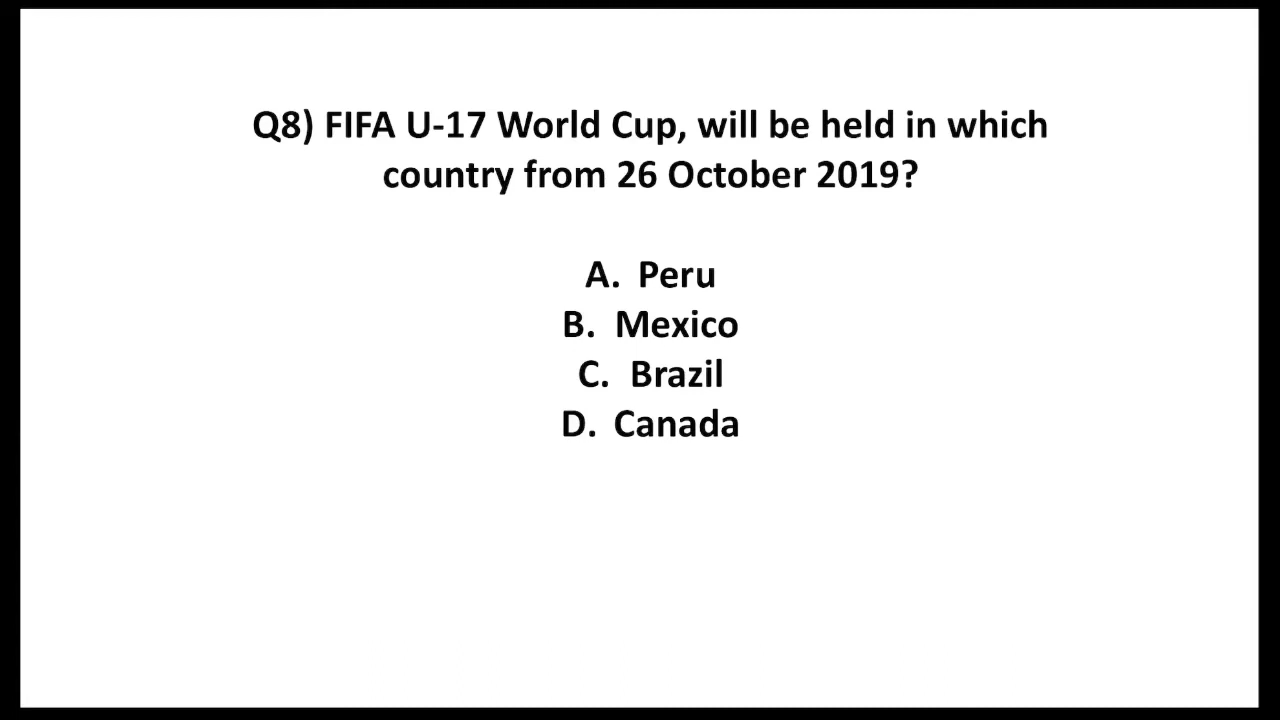 Q8) FIFA U-17 World Cup, will be held in which
country from 26 October 2019?
A. Peru
B. Mexico
C. Brazil
D. Canada